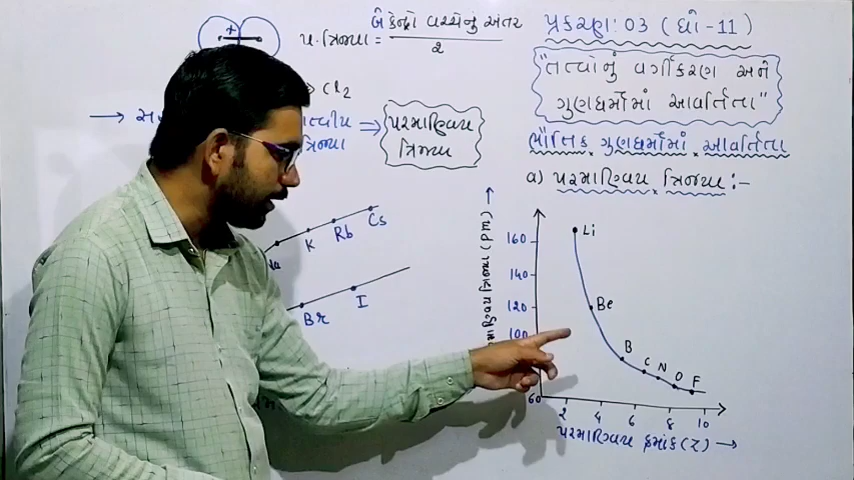 બે કેન્દ્રો વચ્ચેનું અંતર
પ. ત્રિજ્યા =
2
Cl₂
પરમાણ્વીય
ત્રિજ્યા
પ્રકરણ: 03 (ધો-11)
"તત્વોનું વર્ગીકરણ અને
ગુણધર્મોમાં આવર્તિતા"
ભૌતિક ગુણધર્મોમાં આવર્તિતા
a) પરમાણ્વિય ત્રિજ્યા :-
K Rb Cs
Br I
160
140
120
100
60
Li
Be
B
C N O F
2 4 6 8 10
પરમાણ્વિય ક્રમાંક (Z) →